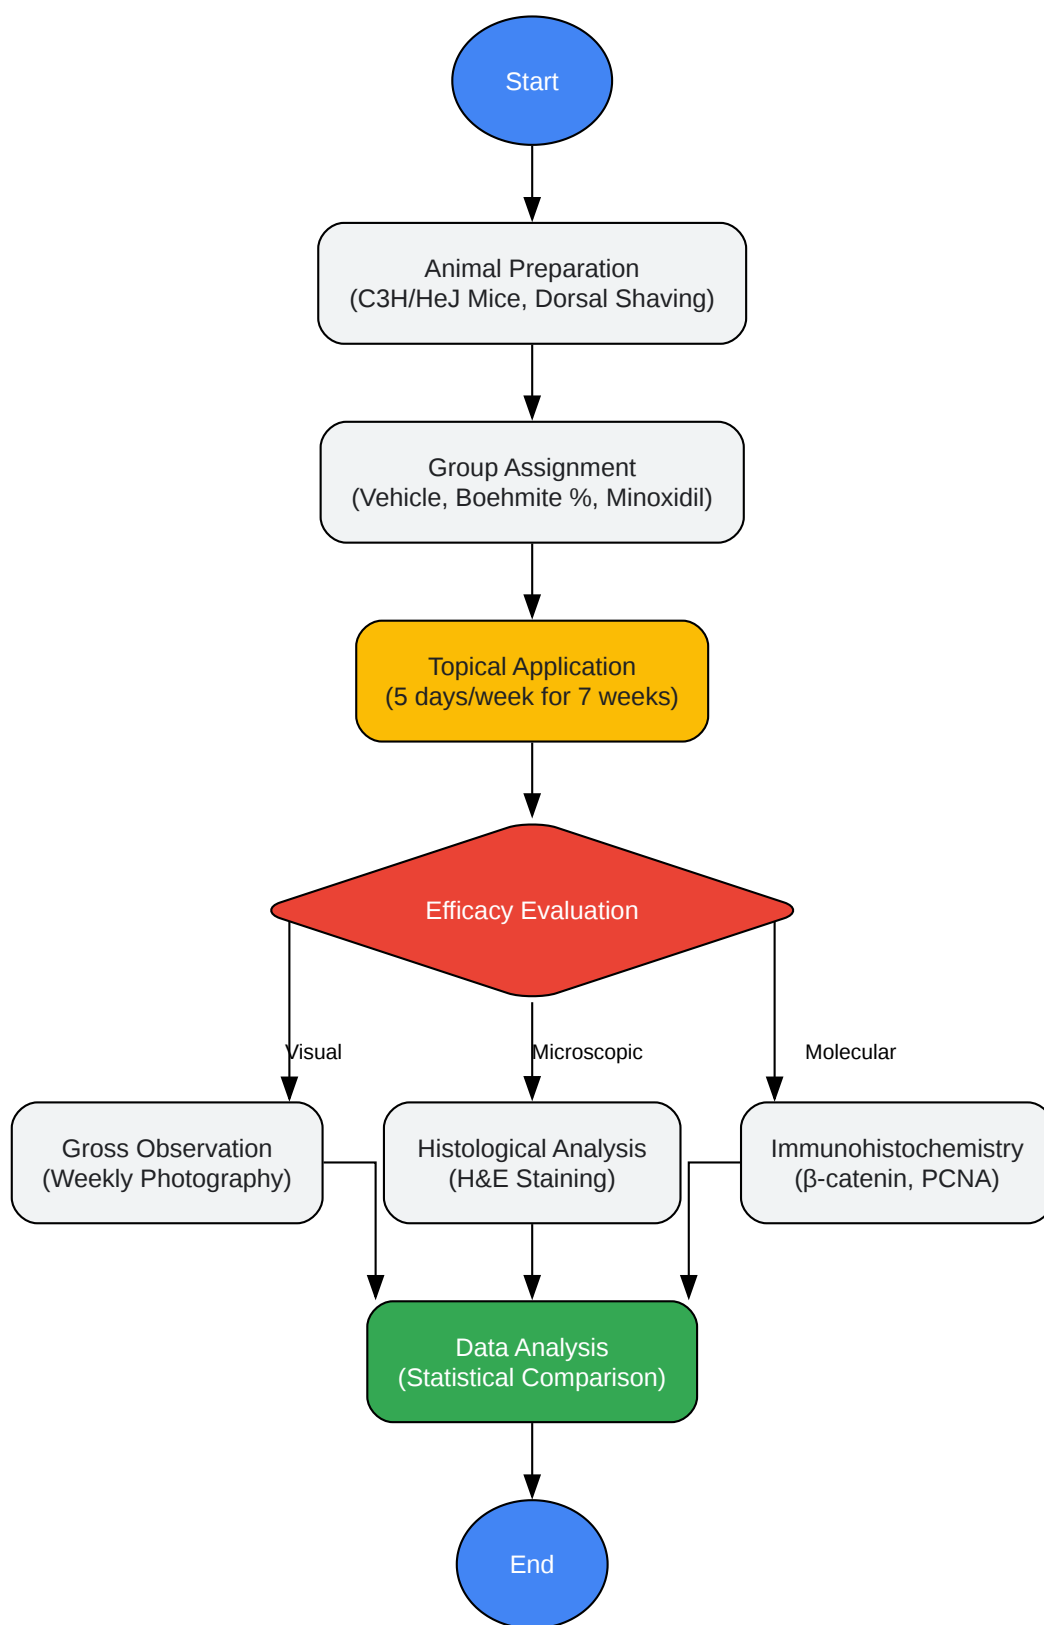 Start
Animal Preparation
(C3H/HeJ Mice, Dorsal Shaving)
Group Assignment
(Vehicle, Boehmite %, Minoxidil)
Topical Application
(5 days/week for 7 weeks)
Efficacy Evaluation
Visual
Microscopic
Molecular
Gross Observation
(Weekly Photography)
Histological Analysis
(H&E Staining)
Immunohistochemistry
(β-catenin, PCNA)
Data Analysis
(Statistical Comparison)
End